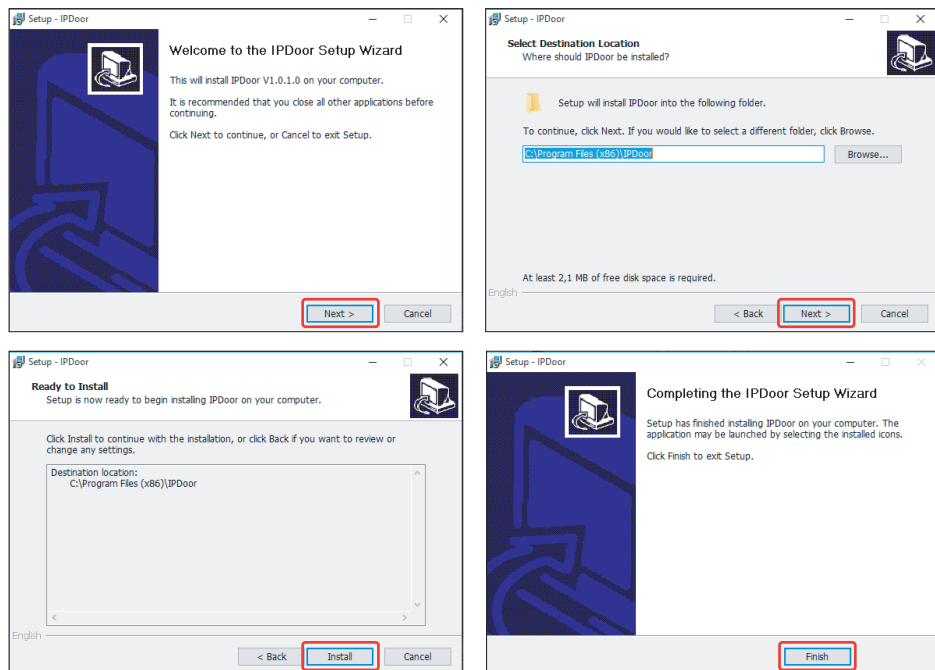 Setup - IPDoor
Welcome to the IPDoor Setup Wizard
This will install IPDoor V1.0.1.0 on your computer.
It is recommended that you close all other applications before
continuing.
Click Next to continue, or Cancel to exit Setup.
Next >
Cancel
Setup - IPDoor
Select Destination Location
Where should IPDoor be installed?
Setup will install IPDoor into the following folder.
To continue, click Next. If you would like to select a different folder, click Browse.
C:\Program Files (x86)\IPDoor
Browse...
At least 2,1 MB of free disk space is required.
English
< Back
Next >
Cancel
Setup - IPDoor
Ready to Install
Setup is now ready to begin installing IPDoor on your computer.
Click Install to continue with the installation, or click Back if you want to review or
change any settings.
Destination location:
C:\Program Files (x86)\IPDoor
English
< Back
Install
Cancel
Setup - IPDoor
Completing the IPDoor Setup Wizard
Setup has finished installing IPDoor on your computer. The
application may be launched by selecting the installed icons.
Click Finish to exit Setup.
Finish